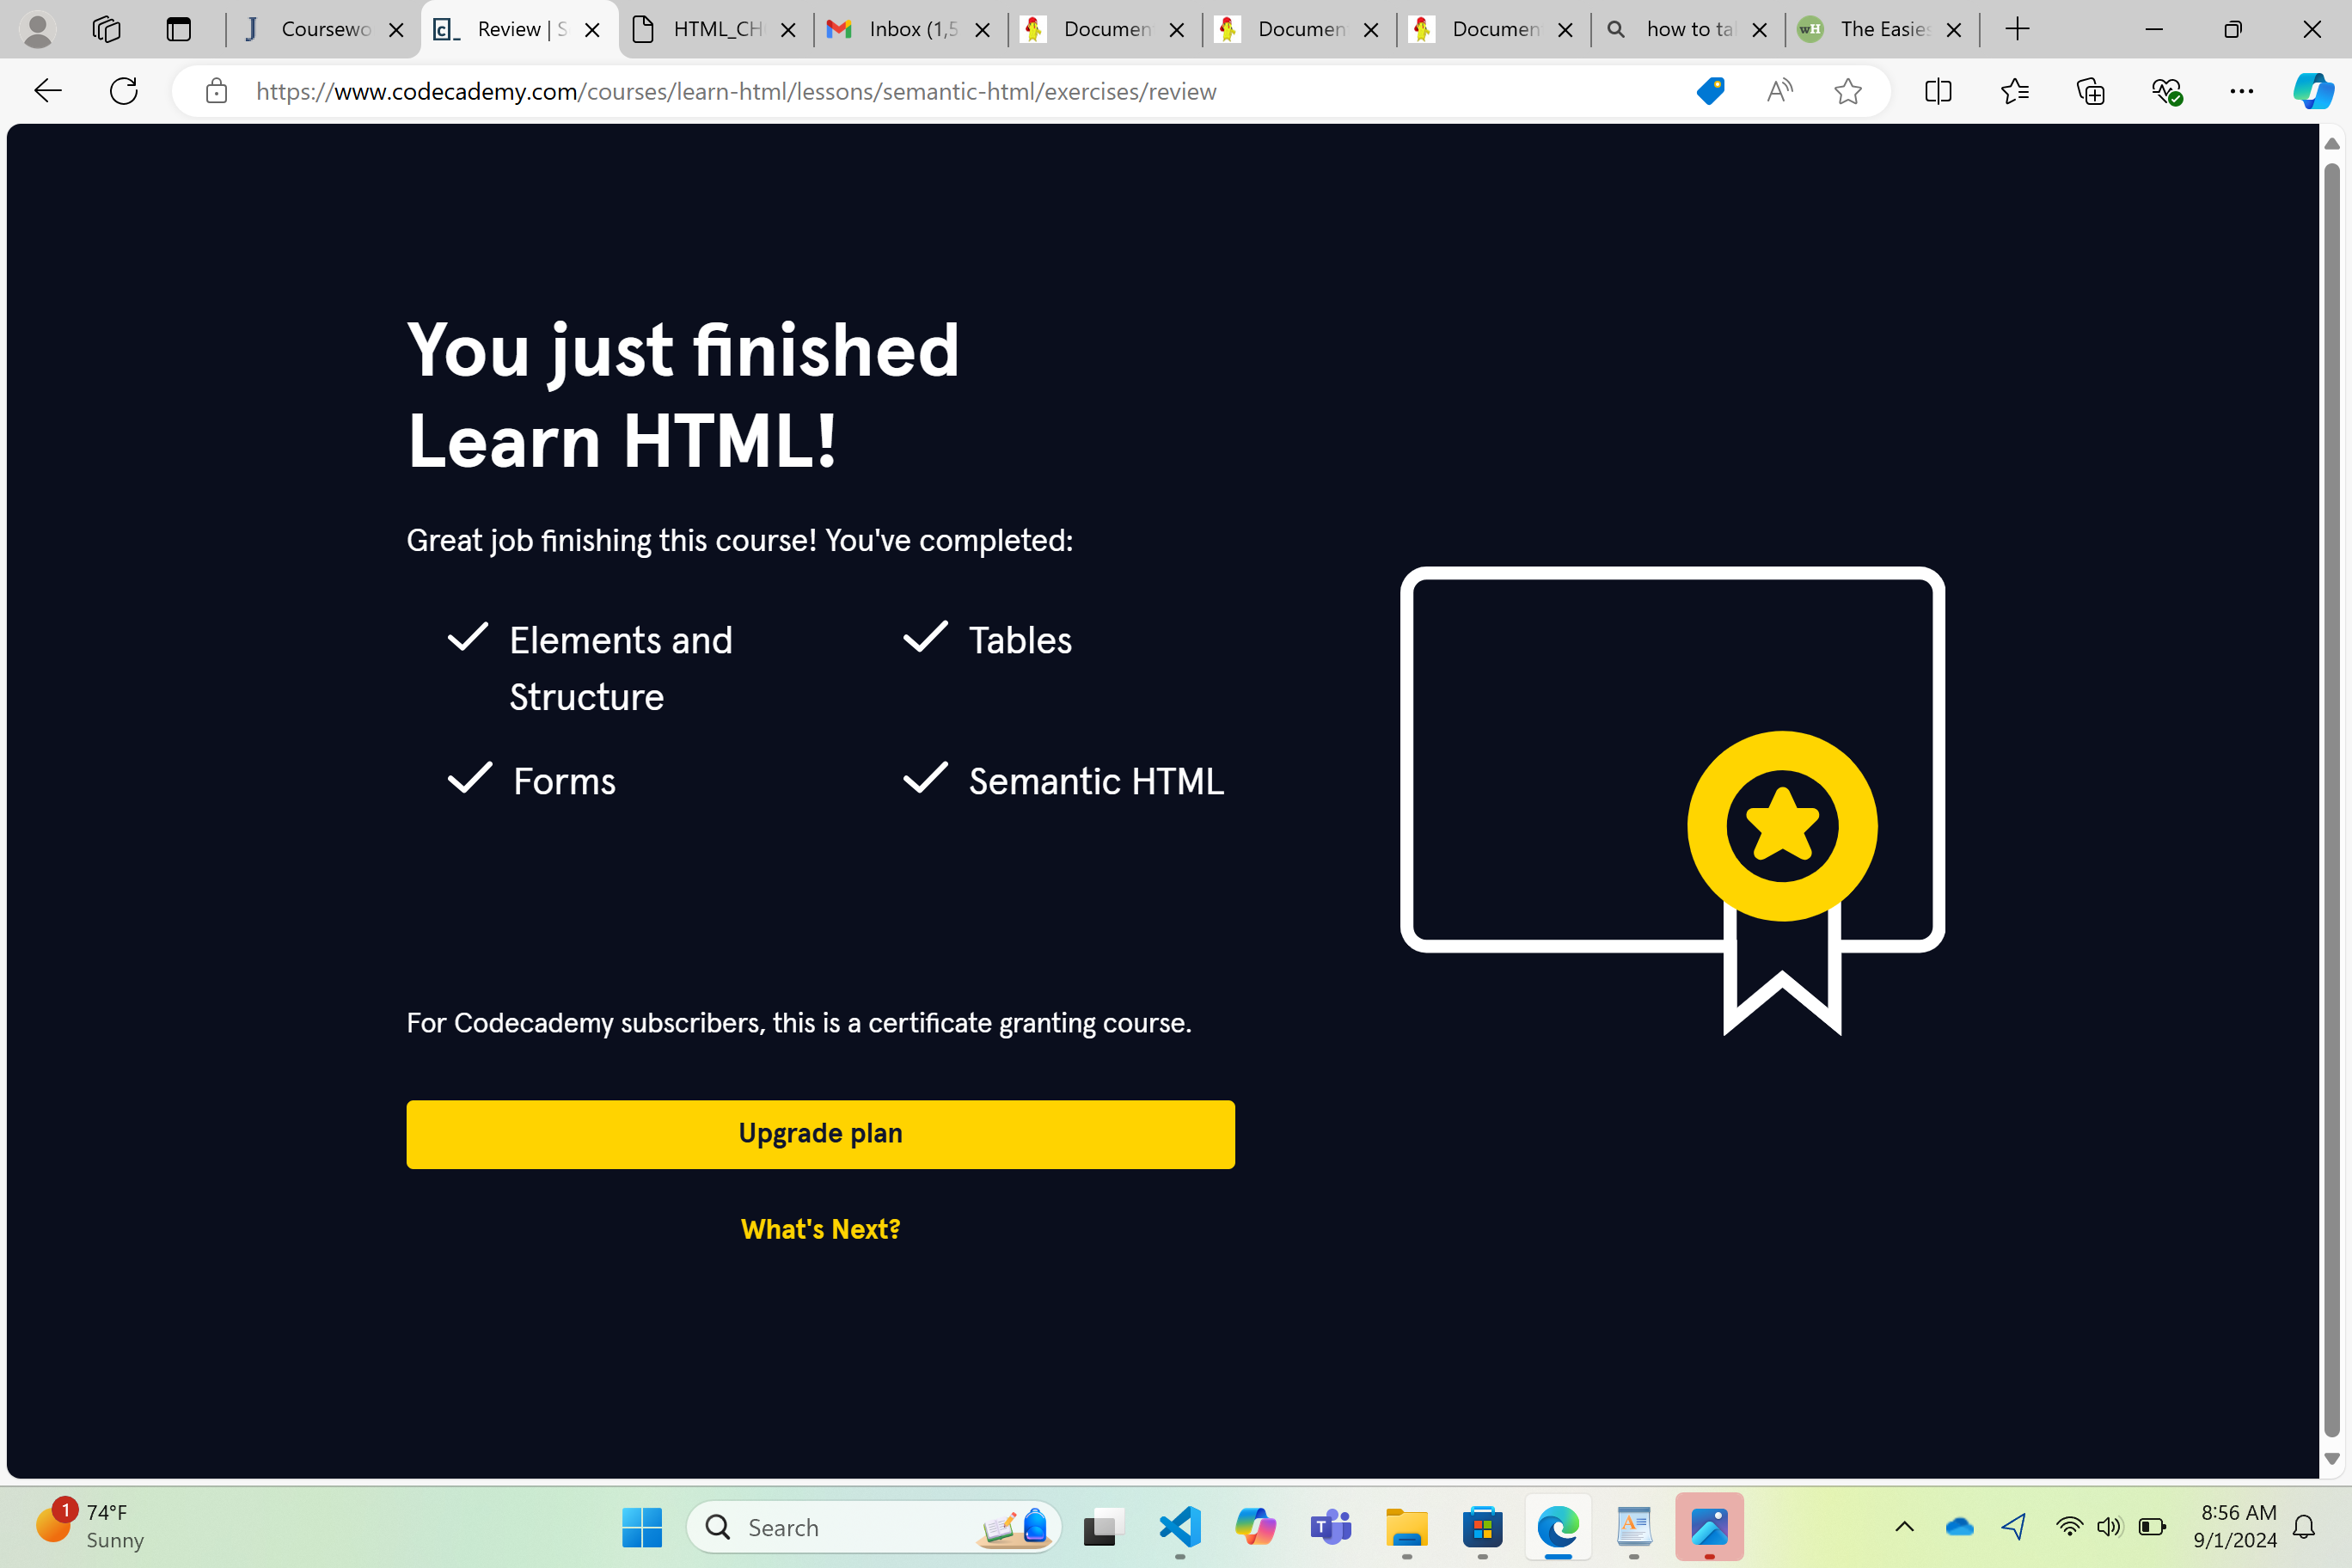 Coursewo
Review | S
HTML_CH
Inbox (1,5
Documen
Documen
Documen
how to tal
The Easies
https://www.codecademy.com/courses/learn-html/lessons/semantic-html/exercises/review
You just finished
Learn HTML!
Great job finishing this course! You've completed:
Elements and
Structure
Tables
Forms
Semantic HTML
For Codecademy subscribers, this is a certificate granting course.
Upgrade plan
What's Next?
1
74°F
Sunny
Search
8:56 AM
9/1/2024